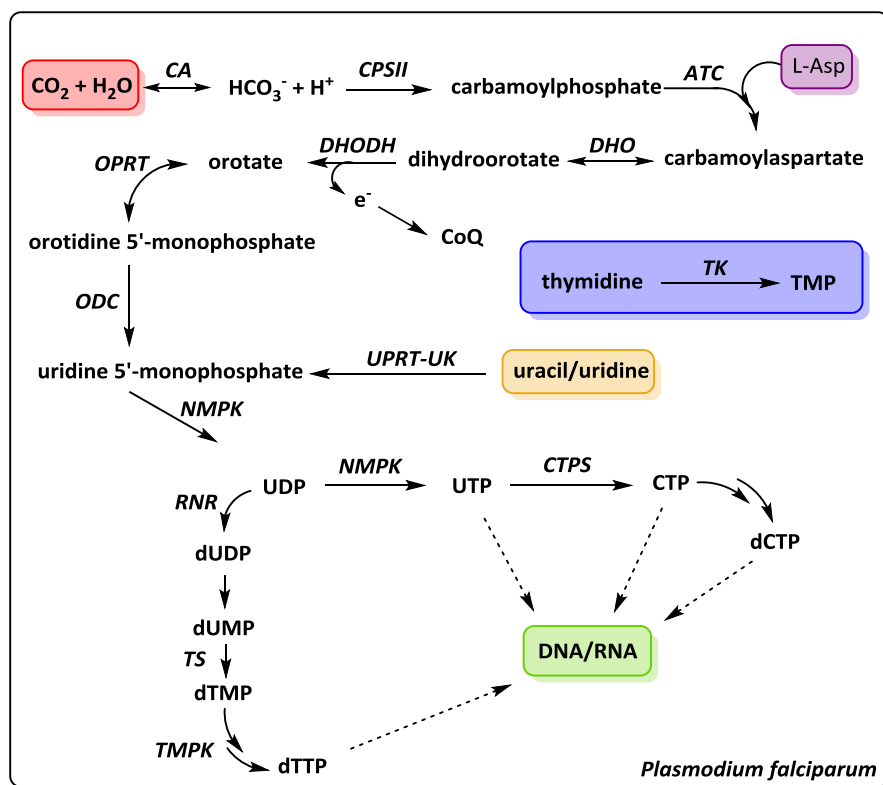 CA CPSII ATC L-Asp
CO₂ + H₂O HCO₃⁻ + H⁺ carbamoylphosphate
OPRT orotate DHODH dihydroorotate DHO carbamoylaspartate
e⁻
orotidine 5'-monophosphate CoQ
thymidine TK TMP
ODC
uridine 5'-monophosphate UPRT-UK uracil/uridine
NMPK
UDP NMPK UTP CTPS CTP
RNR
dUDP dCTP
dUMP
TS DNA/RNA
dTMP
TMPK dTTP
Plasmodium falciparum